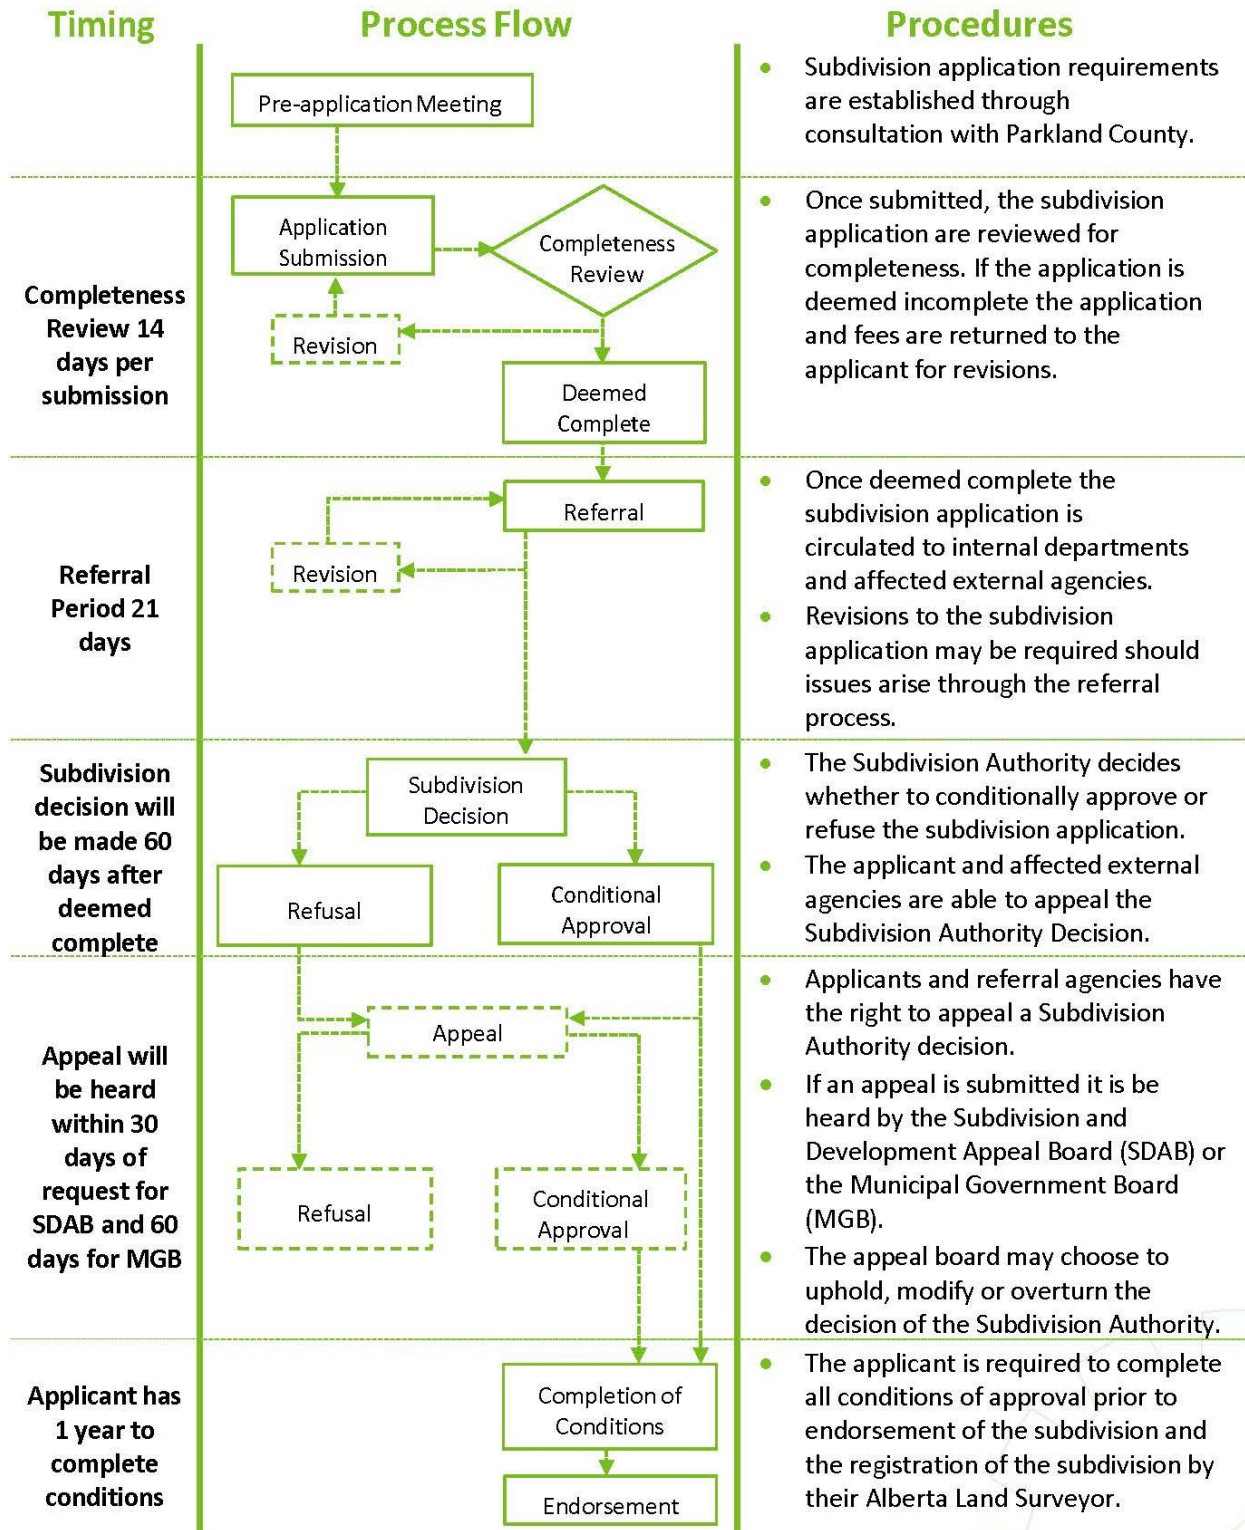 Timing
Process Flow
Procedures
Pre-application Meeting
• Subdivision application requirements
are established through
consultation with Parkland County.
Completeness
Review 14
days per
submission
Application
Submission
Completeness
Review
Revision
Deemed
Complete
• Once submitted, the subdivision
application are reviewed for
completeness. If the application is
deemed incomplete the application
and fees are returned to the
applicant for revisions.
Referral
Period 21
days
Referral
Revision
• Once deemed complete the
subdivision application is
circulated to internal departments
and affected external agencies.
• Revisions to the subdivision
application may be required should
issues arise through the referral
process.
Subdivision
decision will
be made 60
days after
deemed
complete
Subdivision
Decision
Refusal
Conditional
Approval
• The Subdivision Authority decides
whether to conditionally approve or
refuse the subdivision application.
• The applicant and affected external
agencies are able to appeal the
Subdivision Authority Decision.
Appeal will
be heard
within 30
days of
request for
SDAB and 60
days for MGB
Appeal
Refusal
Conditional
Approval
• Applicants and referral agencies have
the right to appeal a Subdivision
Authority decision.
• If an appeal is submitted it is be
heard by the Subdivision and
Development Appeal Board (SDAB) or
the Municipal Government Board
(MGB).
• The appeal board may choose to
uphold, modify or overturn the
decision of the Subdivision Authority.
Applicant has
1 year to
complete
conditions
Completion of
Conditions
Endorsement
• The applicant is required to complete
all conditions of approval prior to
endorsement of the subdivision and
the registration of the subdivision by
their Alberta Land Surveyor.